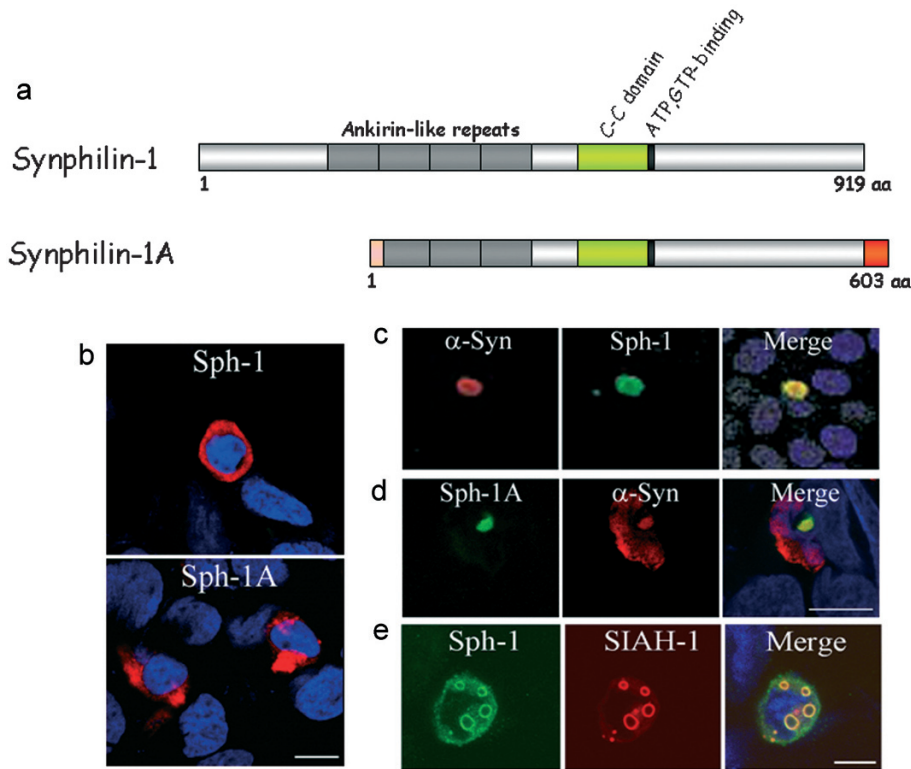 a
C-C domain
ATP,GTP-binding
Ankirin-like repeats
Synphilin-1
1
919 aa
Synphilin-1A
1
603 aa
b
Sph-1
Sph-1A
c
α-Syn
Sph-1
Merge
d
Sph-1A
α-Syn
Merge
e
Sph-1
SIAH-1
Merge